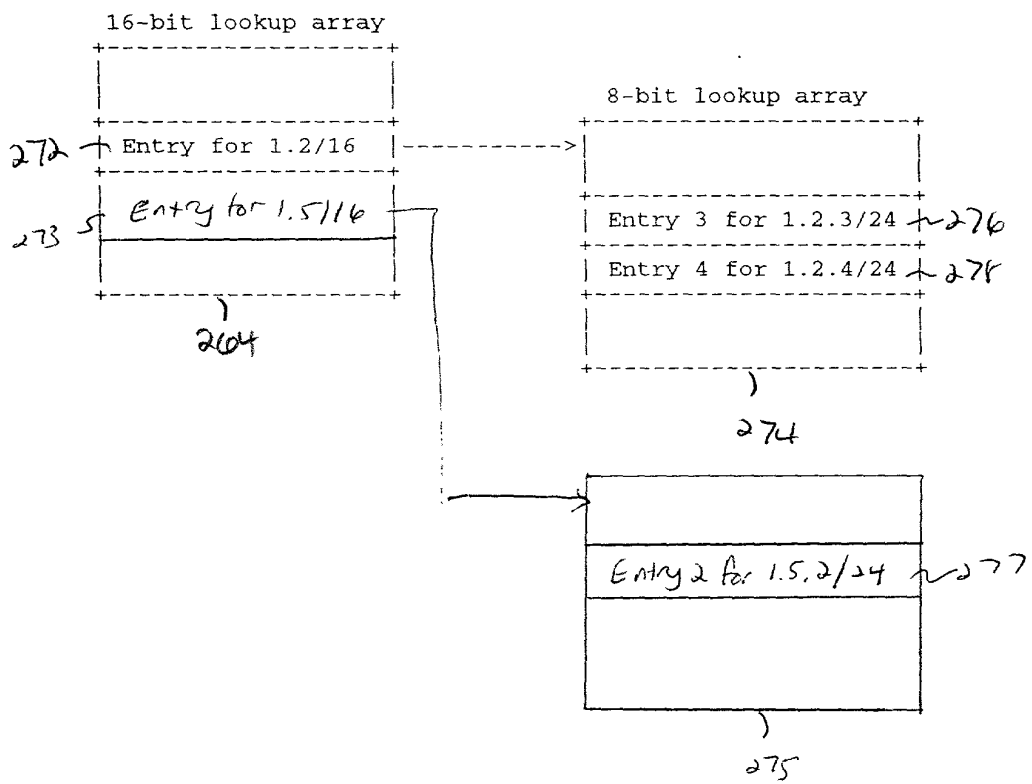 16-bit lookup array
8-bit lookup array
272
Entry for 1.2/16
Entry for 1.5/16
273
Entry 3 for 1.2.3/24
276
Entry 4 for 1.2.4/24
278
264
274
Entry 2 for 1.5.2/24
277
275